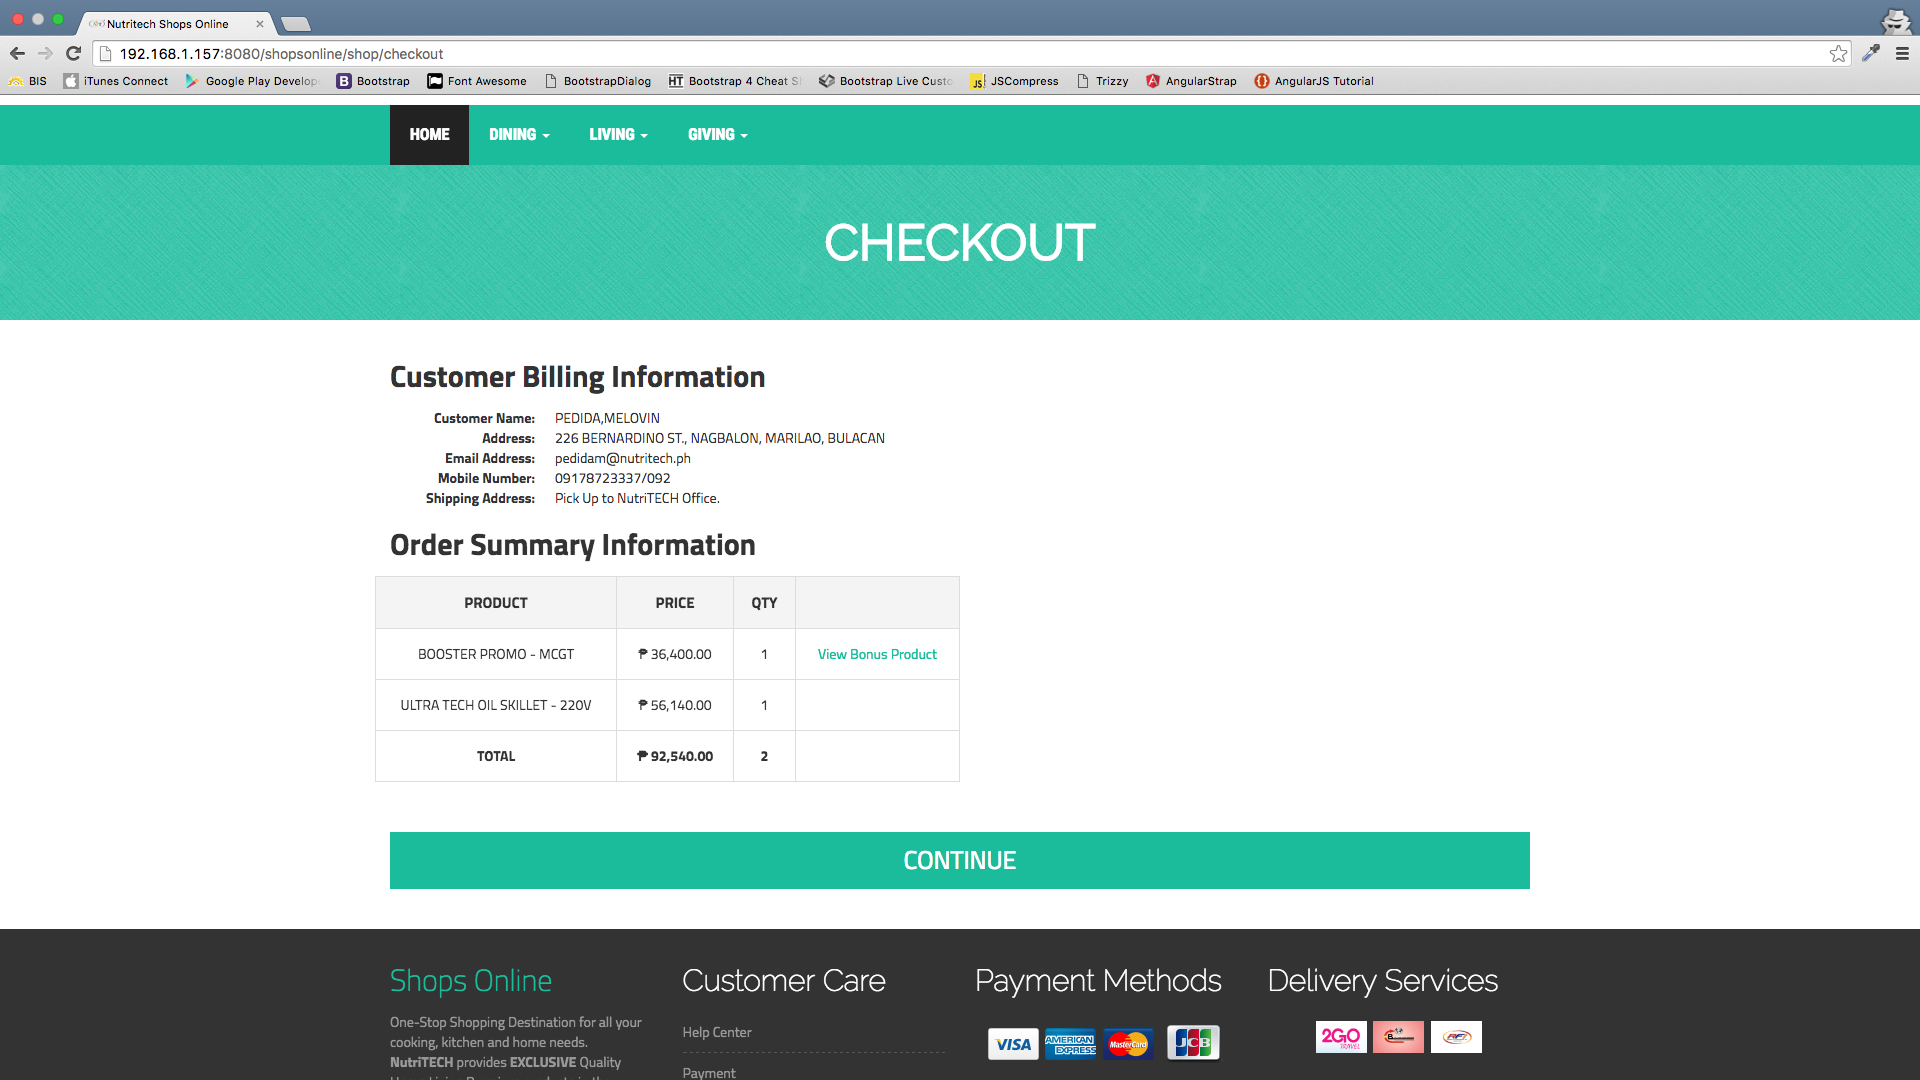 Nutritech Shops Online
192.168.1.157:8080/shopsonline/shop/checkout
BIS iTunes Connect Google Play Develop Bootstrap Font Awesome BootstrapDialog Bootstrap 4 Cheat S Bootstrap Live Custo JSCompress Trizzy AngularStrap AngularJS Tutorial
HOME DINING LIVING GIVING
CHECKOUT
Customer Billing Information
Customer Name: PEDIDA,MELOVIN
Address: 226 BERNARDINO ST., NAGBALON, MARILAO, BULACAN
Email Address: pedidam@nutritech.ph
Mobile Number: 09178723337/092
Shipping Address: Pick Up to NutriTECH Office.
Order Summary Information
PRODUCT PRICE QTY
BOOSTER PROMO - MCGT ₱ 36,400.00 1 View Bonus Product
ULTRA TECH OIL SKILLET - 220V ₱ 56,140.00 1
TOTAL ₱ 92,540.00 2
CONTINUE
Shops Online
One-Stop Shopping Destination for all your
cooking, kitchen and home needs.
NutriTECH provides EXCLUSIVE Quality
Customer Care
Help Center
Payment
Payment Methods
VISA AMERICAN EXPRESS MasterCard JCB
Delivery Services
2GO TRAVEL